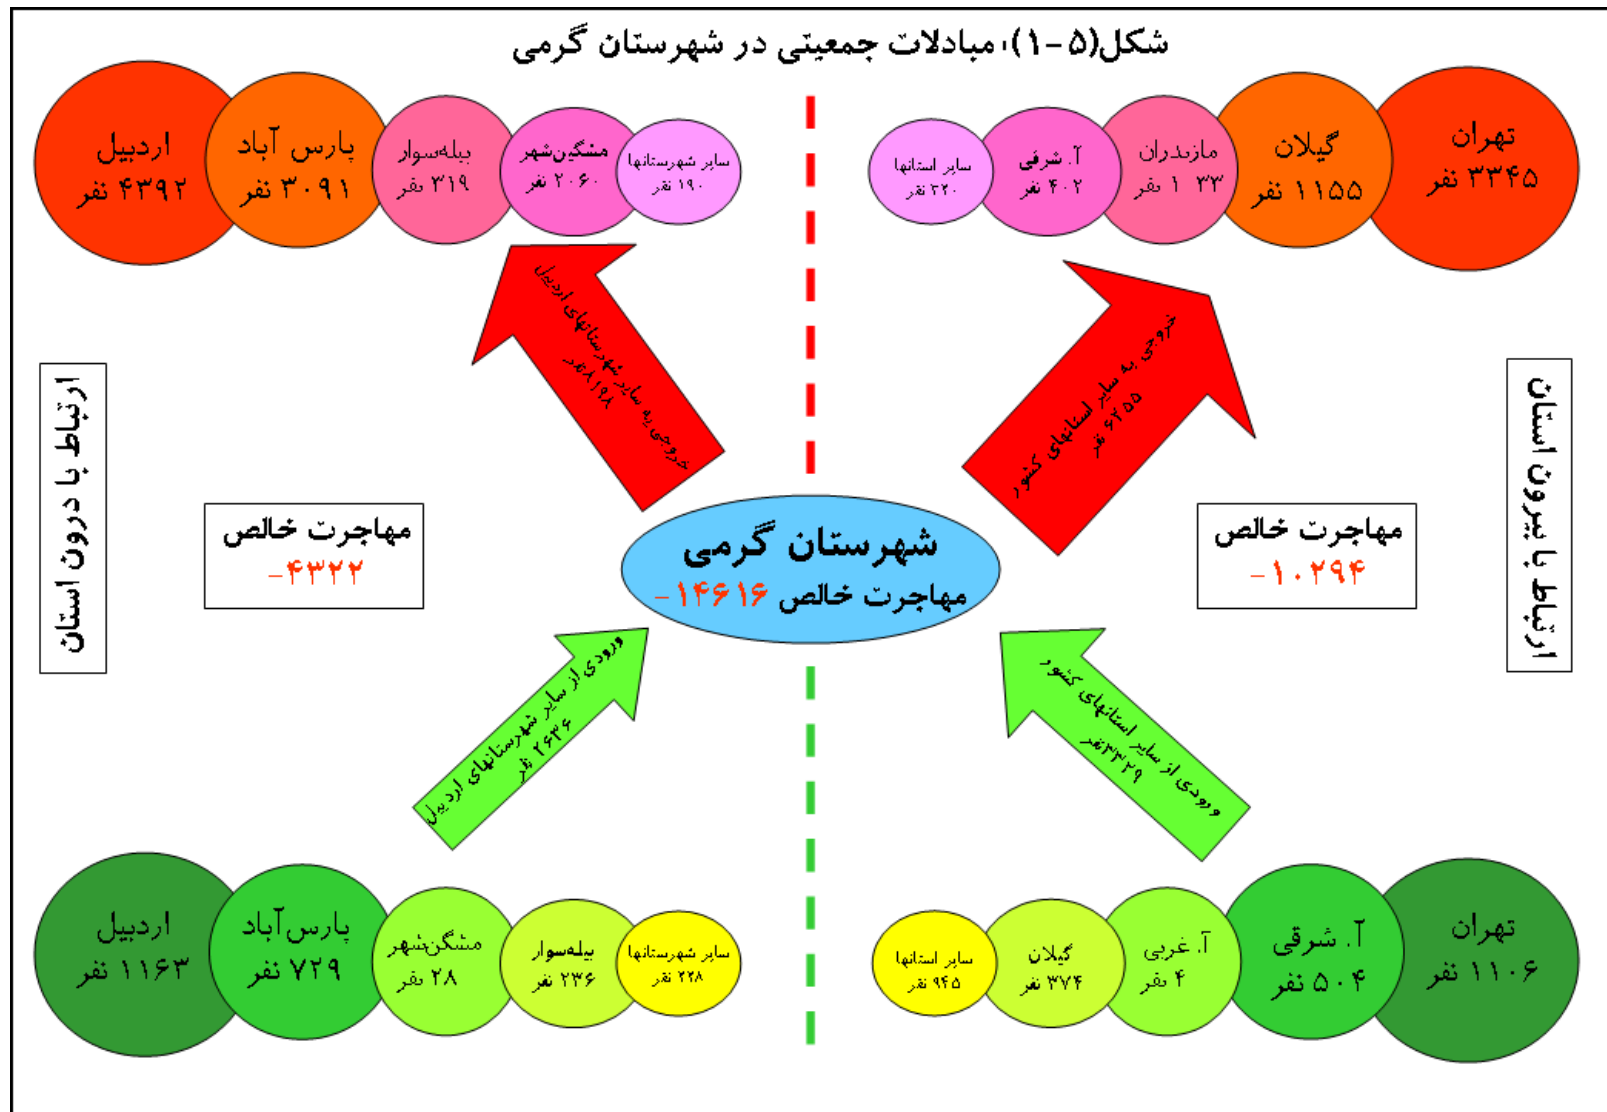 شکل(۵-۱)، مبادلات جمعیتی در شهرستان گرمی
تهران
۳۳۴۵ نفر
گیلان
۱۱۵۵ نفر
مازندران
۱۰۳۳ نفر
آ. شرقی
۴۰۲ نفر
سایر استانها
نفر
سایر شهرستانها
۱۹۰ نفر
مشگین‌شهر
۲۰۶۰ نفر
بیله‌سوار
۳۱۹ نفر
پارس آباد
۳۰۹۱ نفر
اردبیل
۴۳۹۲ نفر
خروجی به سایر استانهای کشور
۶۲۵۵ نفر
خروجی به سایر شهرستانهای اردبیل
۸۱۹۸نفر
ارتباط با بیرون استان
ارتباط با درون استان
مهاجرت خالص
-۱۰۲۹۴
شهرستان گرمی
مهاجرت خالص ۱۴۶۱۶-
مهاجرت خالص
-۴۳۲۲
ورودی از سایر استانهای کشور
۳۳۲۹نفر
ورودی از سایر شهرستانهای اردبیل
۲۶۳۶ نفر
تهران
۱۱۰۶ نفر
آ. شرقی
۵۰۴ نفر
آ. غربی
۴ نفر
گیلان
۳۷۴ نفر
سایر استانها
۹۴۵ نفر
سایر شهرستانها
۲۲۸ نفر
بیله‌سوار
۲۳۶ نفر
مشگن‌شهر
۲۸ نفر
پارس‌آباد
۷۲۹ نفر
اردبیل
۱۱۶۳ نفر